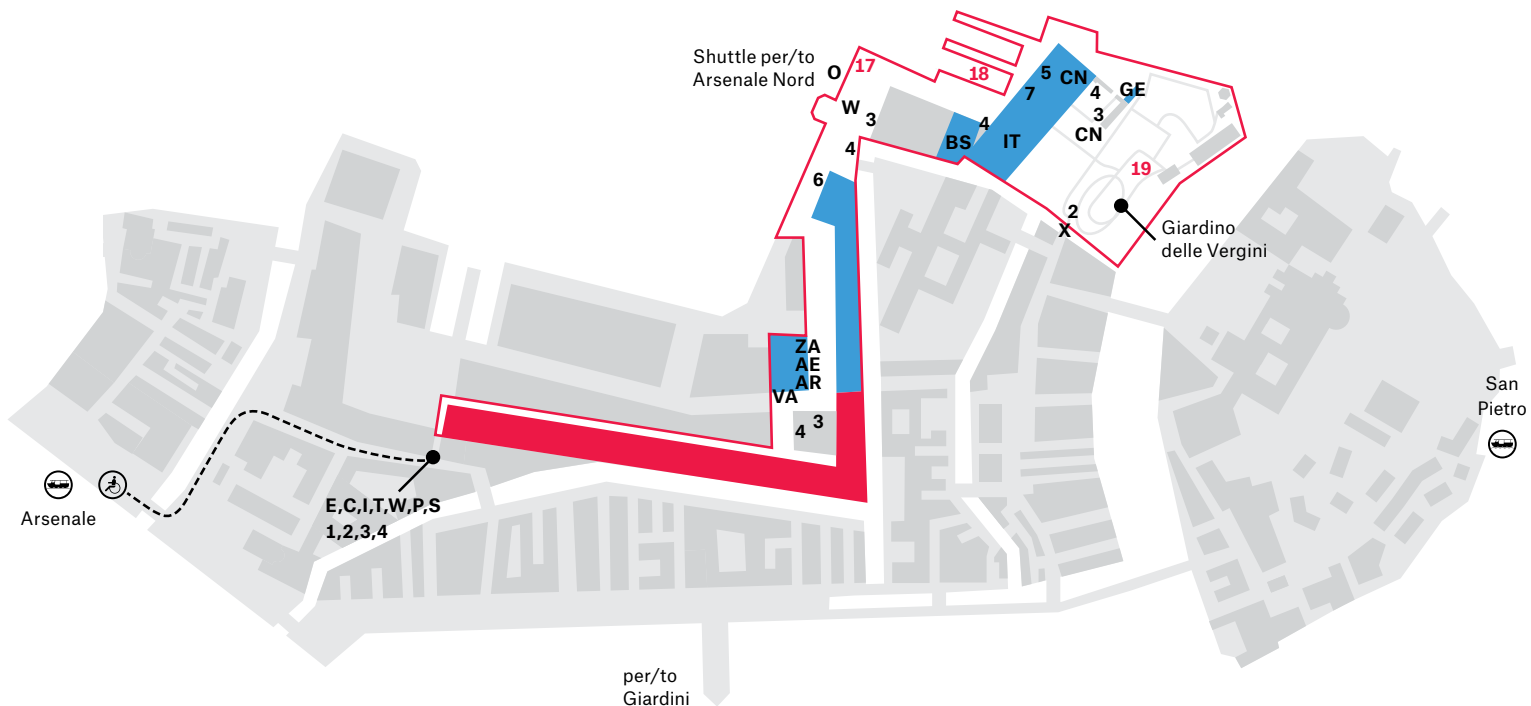 Shuttle per/to
Arsenale Nord
O
17
W
3
4
6
18
5
CN
7
4
GE
3
CN
4
BS
IT
19
2
X
Giardino
delle Vergini
ZA
AE
AR
VA
3
4
San
Pietro
Arsenale
E,C,I,T,W,P,S
1,2,3,4
per/to
Giardini